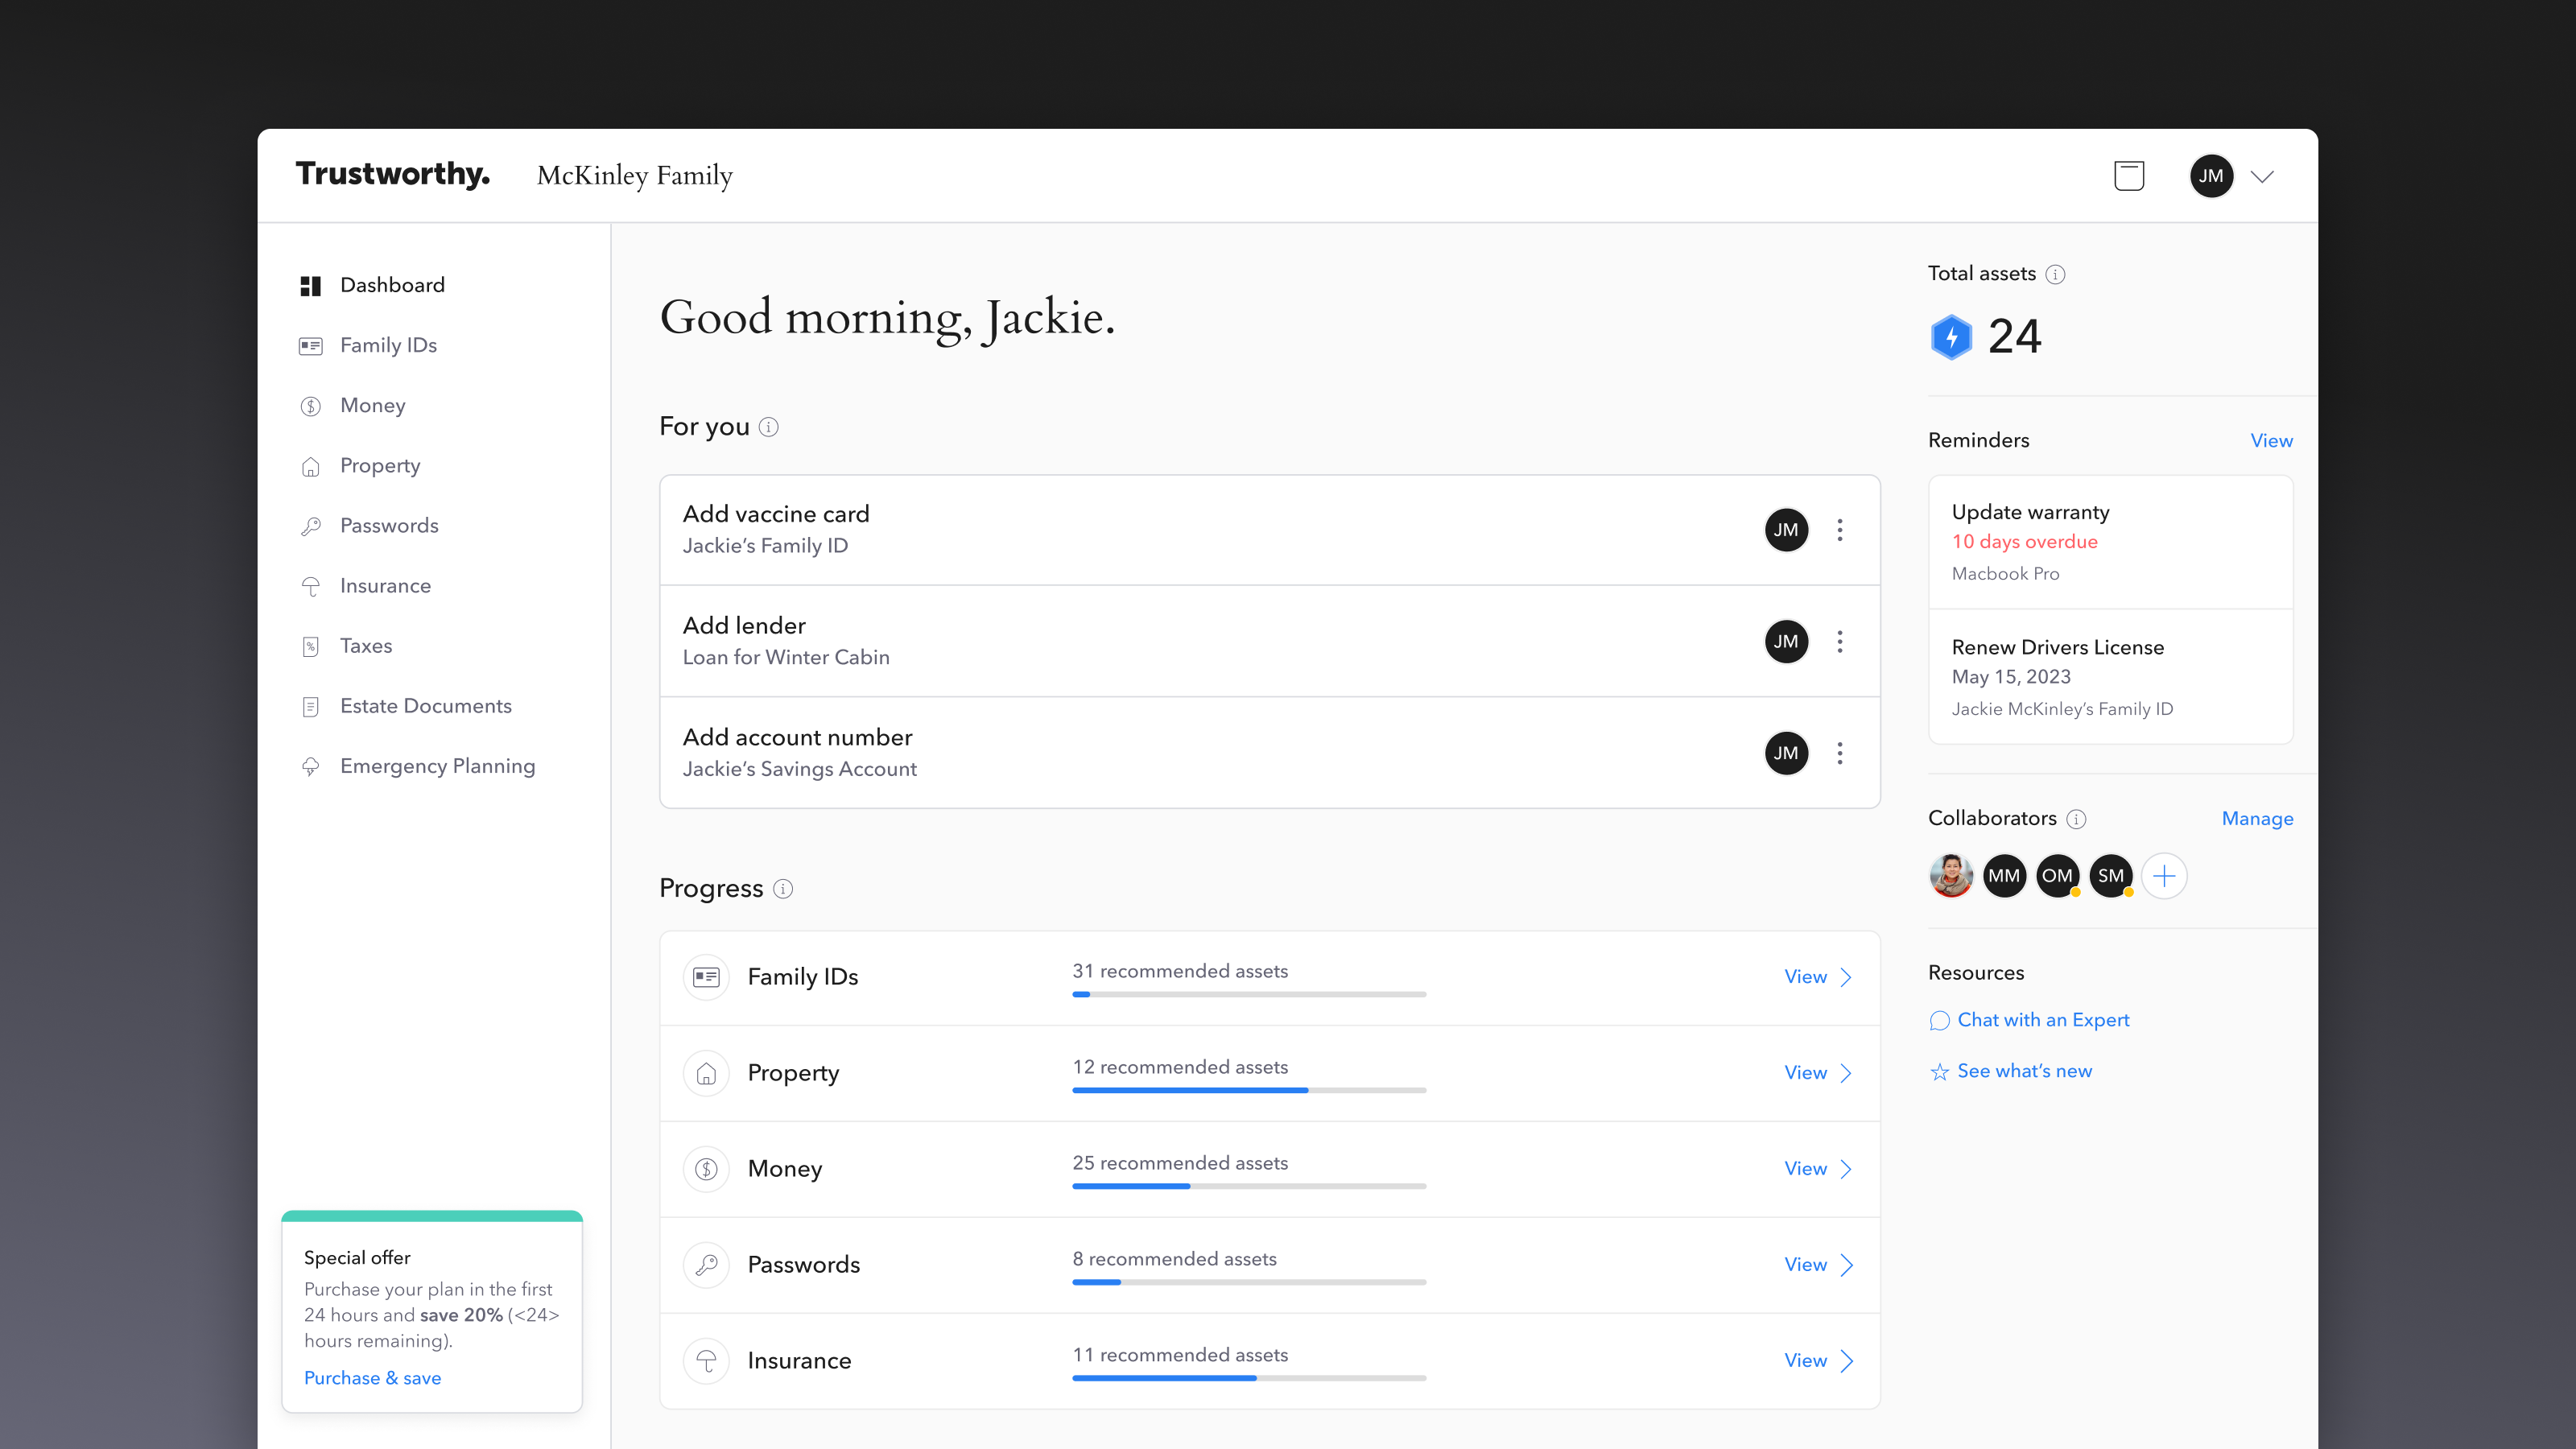 Trustworthy.
McKinley Family
JM
Dashboard
Family IDs
Money
Property
Passwords
Insurance
Taxes
Estate Documents
Emergency Planning
Special offer
Purchase your plan in the first
24 hours and save 20% (<24>
hours remaining).
Purchase & save
Good morning, Jackie.
For you
Add vaccine card
Jackie’s Family ID
JM
Add lender
Loan for Winter Cabin
JM
Add account number
Jackie’s Savings Account
JM
Progress
Family IDs
31 recommended assets
View
Property
12 recommended assets
View
Money
25 recommended assets
View
Passwords
8 recommended assets
View
Insurance
11 recommended assets
View
Total assets
24
Reminders
View
Update warranty
10 days overdue
Macbook Pro
Renew Drivers License
May 15, 2023
Jackie McKinley’s Family ID
Collaborators
Manage
MM
OM
SM
Resources
Chat with an Expert
See what’s new